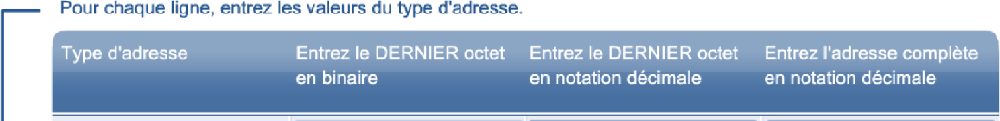 Pour chaque ligne, entrez les valeurs du type d'adresse.
Type d'adresse
Entrez le DERNIER octet
en binaire
Entrez le DERNIER octet
en notation décimale
Entrez l'adresse complète
en notation décimale